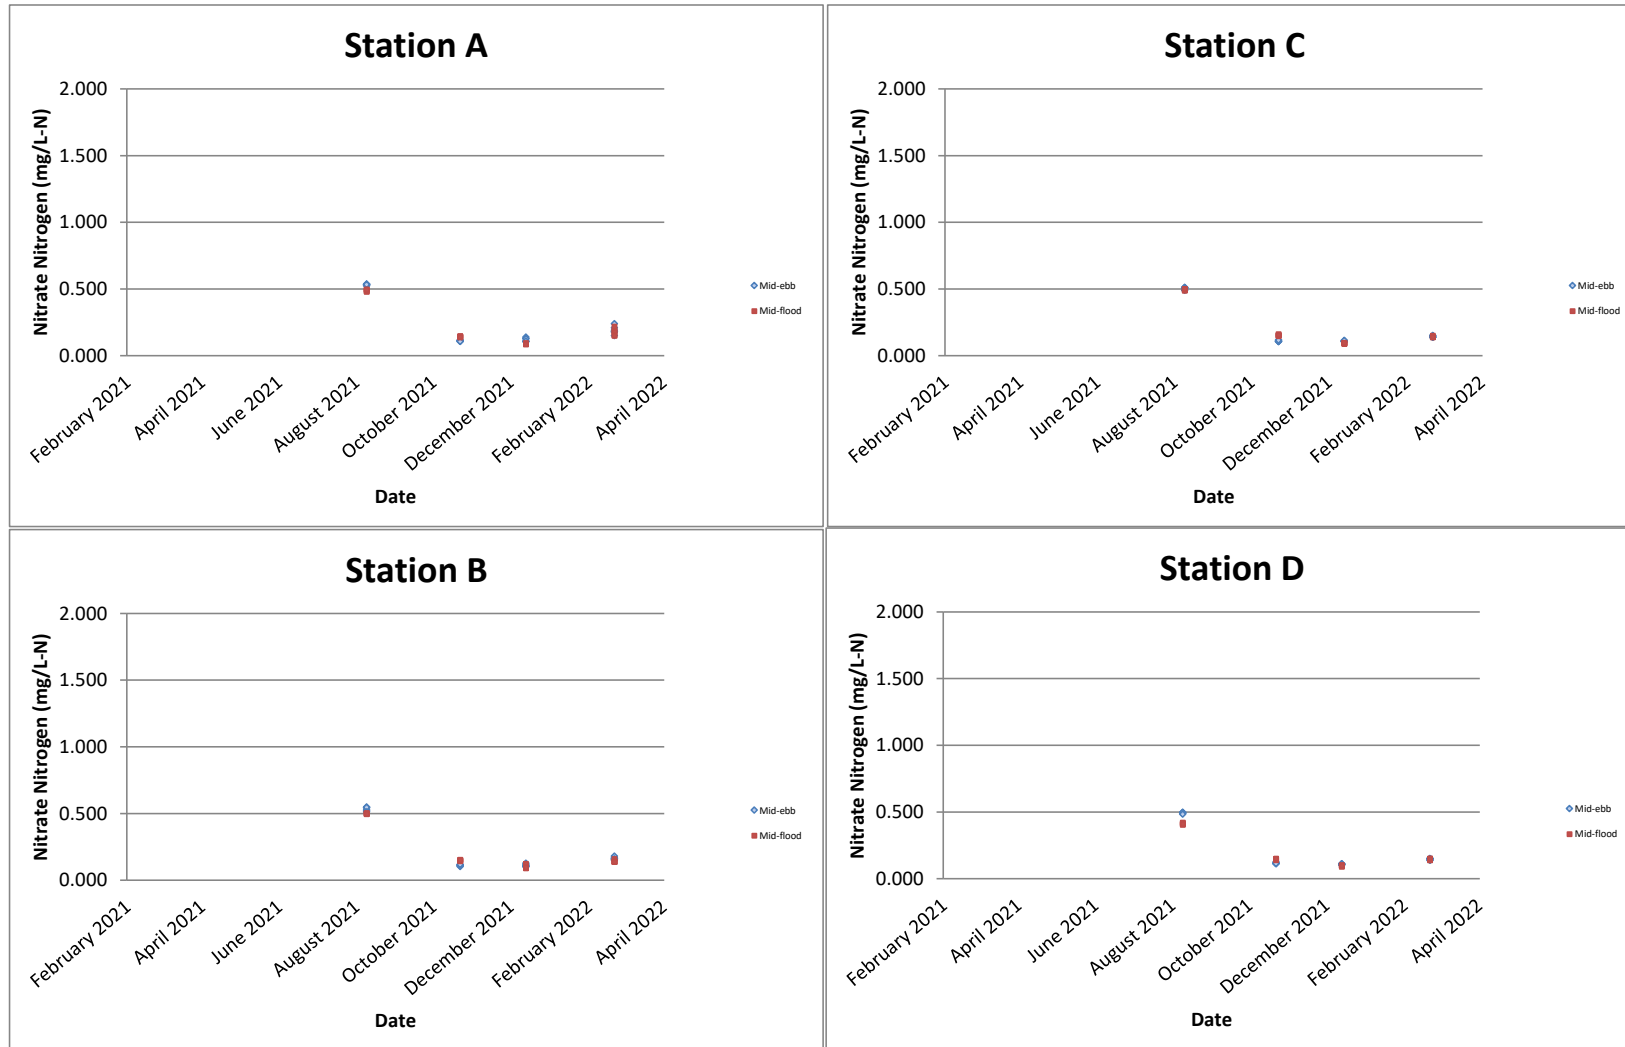 Station A
Nitrate Nitrogen (mg/L-N)
2.000
1.500
1.000
0.500
0.000
February 2021
April 2021
June 2021
August 2021
October 2021
December 2021
February 2022
April 2022
Date
Mid-ebb
Mid-flood
Station C
Nitrate Nitrogen (mg/L-N)
2.000
1.500
1.000
0.500
0.000
February 2021
April 2021
June 2021
August 2021
October 2021
December 2021
February 2022
April 2022
Date
Mid-ebb
Mid-flood
Station B
Nitrate Nitrogen (mg/L-N)
2.000
1.500
1.000
0.500
0.000
February 2021
April 2021
June 2021
August 2021
October 2021
December 2021
February 2022
April 2022
Date
Mid-ebb
Mid-flood
Station D
Nitrate Nitrogen (mg/L-N)
2.000
1.500
1.000
0.500
0.000
February 2021
April 2021
June 2021
August 2021
October 2021
December 2021
February 2022
April 2022
Date
Mid-ebb
Mid-flood